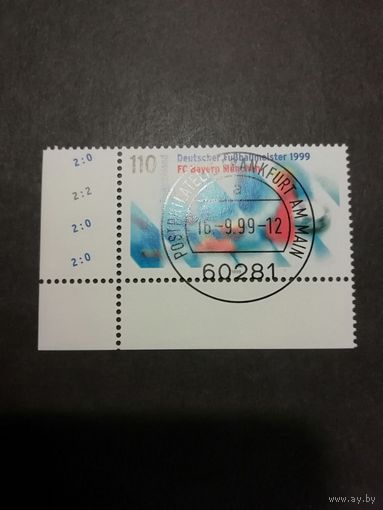 2:0
2:2
2:0
2:0
110
Deutscher Fußballmeister 1999
FC Bayern München
POSTPHILATELIE FRANKFURT AM MAIN
a
16.-9.99-12
60281
www.ay.by